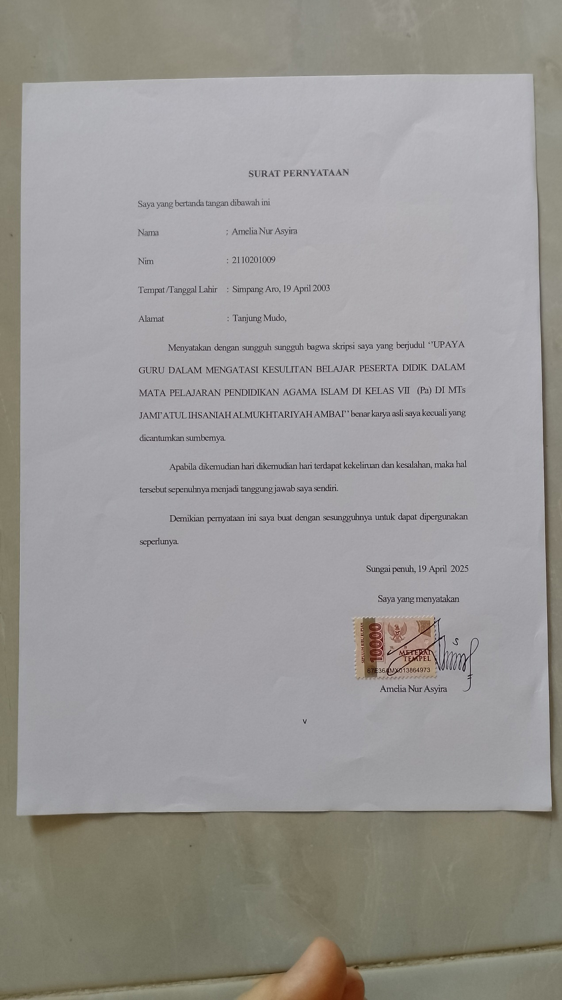 SURAT PERNYATAAN
Saya yang bertanda tangan dibawah ini
Nama : Amelia Nur Asyira
Nim : 2110201009
Tempat /Tanggal Lahir : Simpang Aro, 19 April 2003
Alamat : Tanjung Mudo,
Menyatakan dengan sungguh sungguh bagwa skripsi saya yang berjudul ‘’UPAYA
GURU DALAM MENGATASI KESULITAN BELAJAR PESERTA DIDIK DALAM
MATA PELAJARAN PENDIDIKAN AGAMA ISLAM DI KELAS VII (Pa) DI MTs
JAMI’ATUL IHSANIAH ALMUKHTARIYAH AMBAI’’ benar karya asli saya kecuali yang
dicantumkan sumbernya.
Apabila dikemudian hari dikemudian hari terdapat kekeliruan dan kesalahan, maka hal
tersebut sepenuhnya menjadi tanggung jawab saya sendiri.
Demikian pernyataan ini saya buat dengan sesungguhnya untuk dapat dipergunakan
seperlunya.
Sungai penuh, 19 April 2025
Saya yang menyatakan
SEPULUH RIBU RUPIAH
10000
TGL. 20
METERAI
TEMPEL
67E36AMX013864973
Amelia Nur Asyira
v